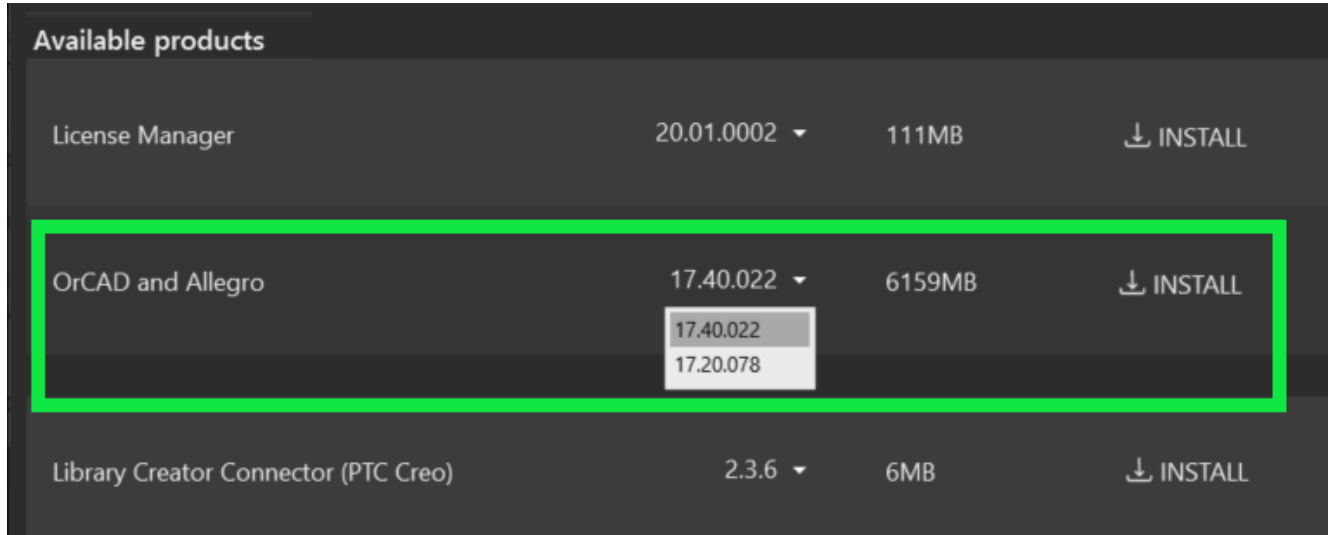 Available products
License Manager 20.01.0002 111MB INSTALL
OrCAD and Allegro 17.40.022 6159MB INSTALL
17.40.022
17.20.078
Library Creator Connector (PTC Creo) 2.3.6 6MB INSTALL